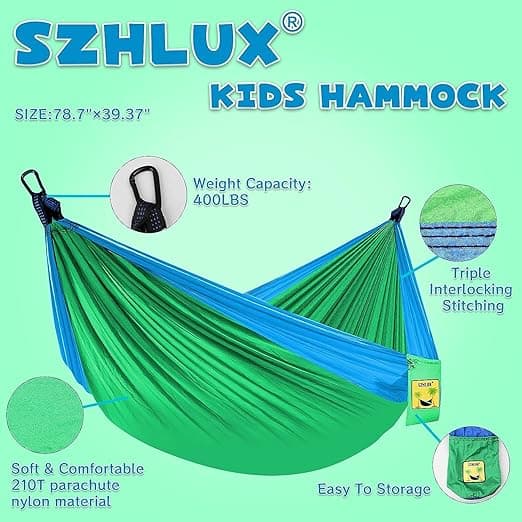 SZHLUX®
KIDS HAMMOCK
SIZE:78.7"×39.37"
Weight Capacity:
400LBS
Triple
Interlocking
Stitching
SZHLUX®
Soft & Comfortable
210T parachute
nylon material
Easy To Storage